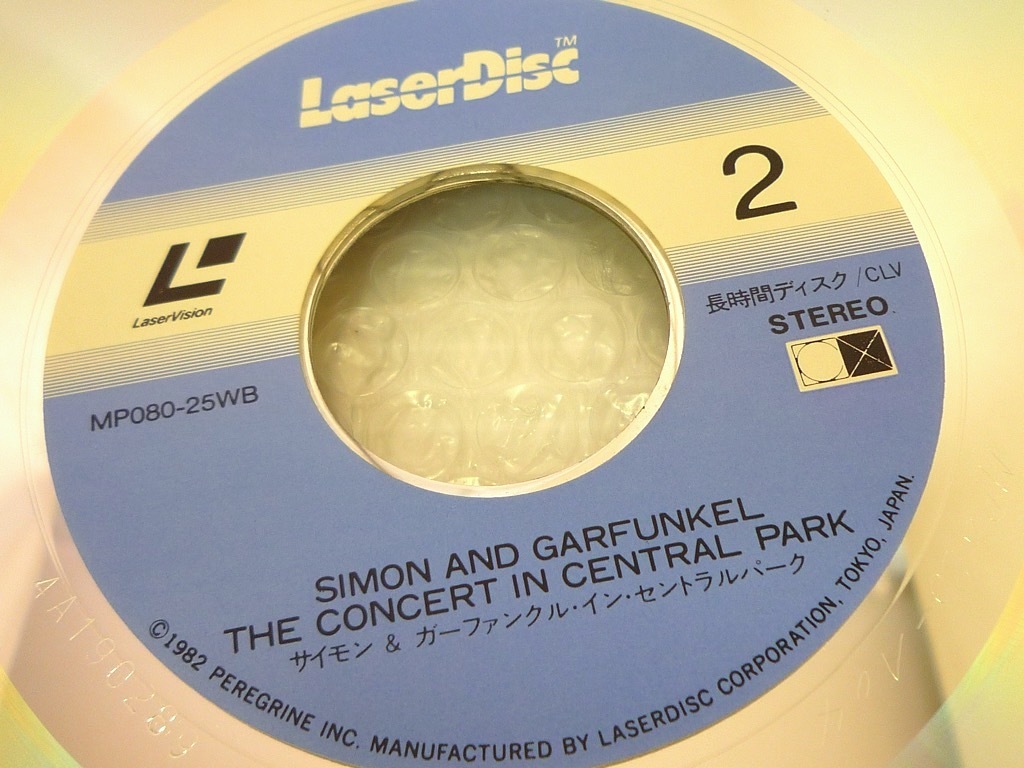 LaserDisc™
2
LaserVision
長時間ディスク/CLV
STEREO
MP080-25WB
SIMON AND GARFUNKEL
THE CONCERT IN CENTRAL PARK
サイモン & ガーファンクル・イン・セントラルパーク
©1982 PEREGRINE INC. MANUFACTURED BY LASERDISC CORPORATION, TOKYO, JAPAN.